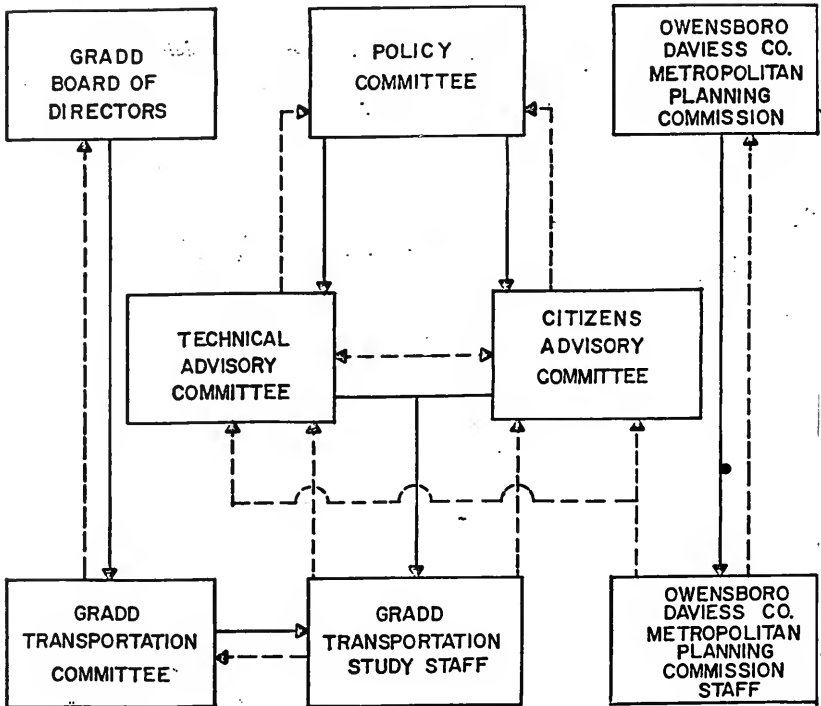 GRADD
BOARD OF
DIRECTORS
POLICY
COMMITTEE
OWENSBORO
DAVIESS CO.
METROPOLITAN
PLANNING
COMMISSION
TECHNICAL
ADVISORY
COMMITTEE
CITIZENS
ADVISORY
COMMITTEE
GRADD
TRANSPORTATION
COMMITTEE
GRADD
TRANSPORTATION
STUDY STAFF
OWENSBORO
DAVIESS CO.
METROPOLITAN
PLANNING
COMMISSION
STAFF